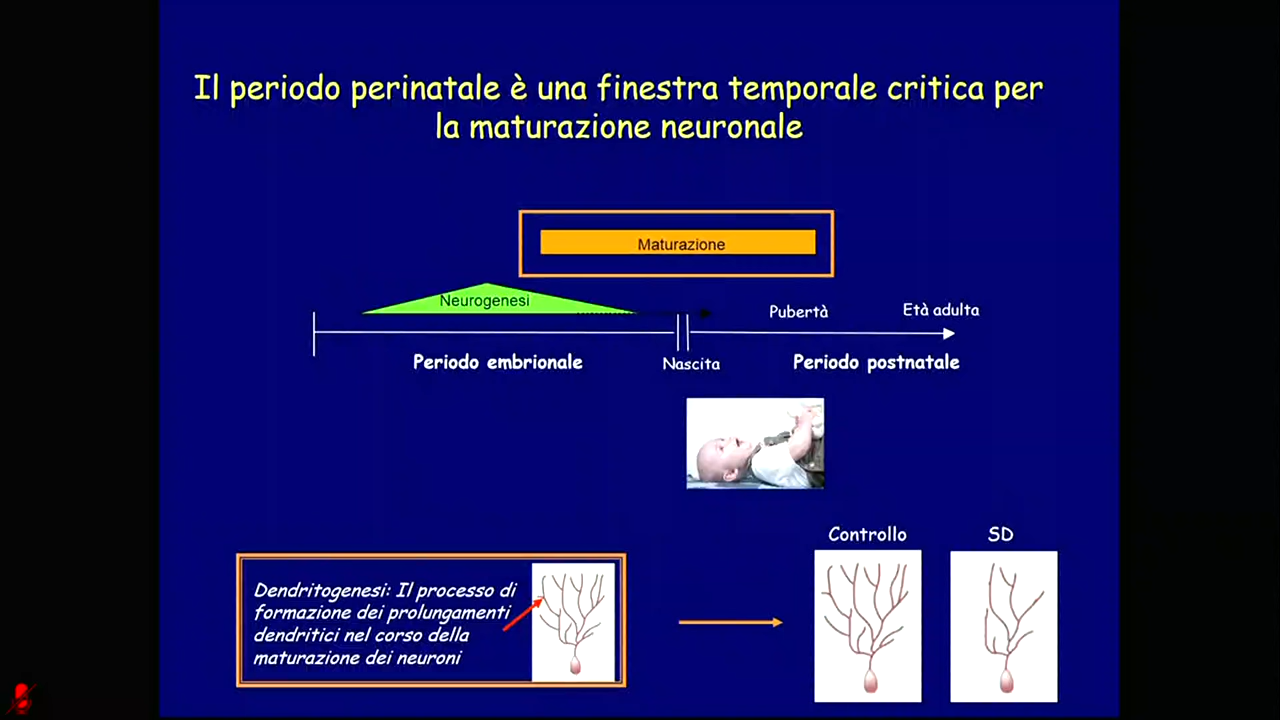 Il periodo perinatale è una finestra temporale critica per
la maturazione neuronale
Maturazione
Neurogenesi
Pubertà
Età adulta
Periodo embrionale
Nascita
Periodo postnatale
Controllo
SD
Dendritogenesi: Il processo di
formazione dei prolungamenti
dendritici nel corso della
maturazione dei neuroni